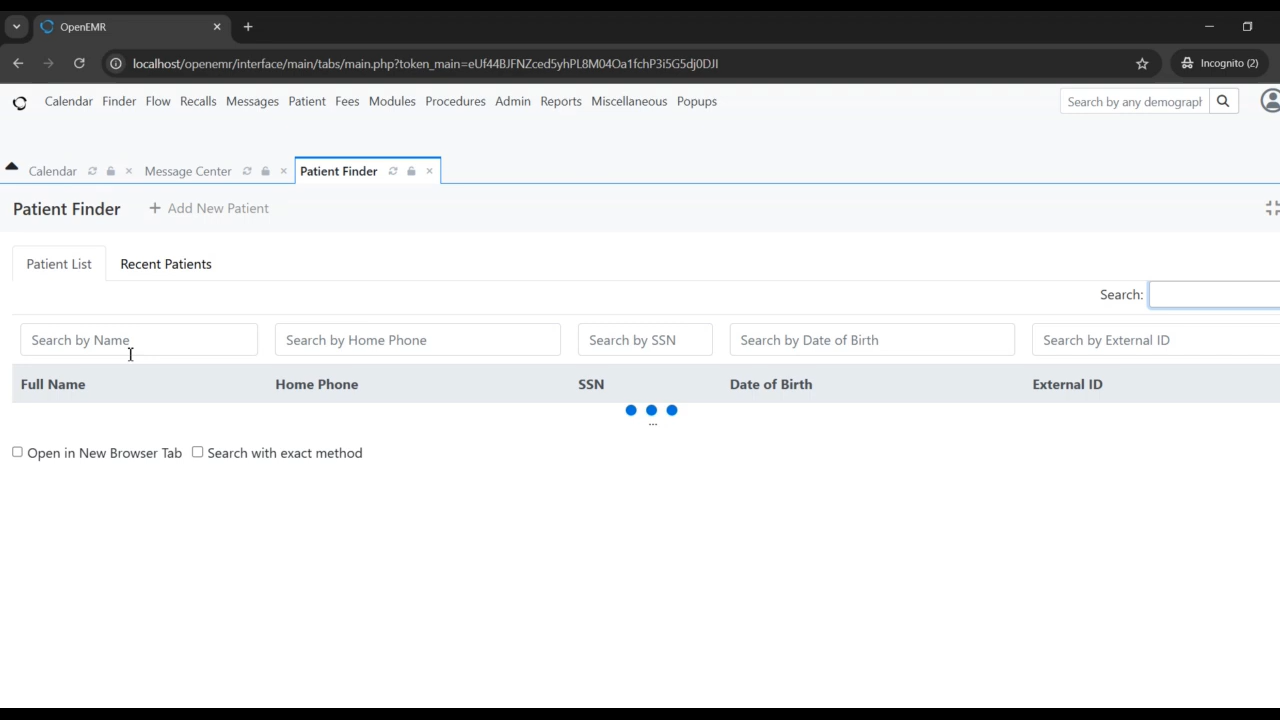 OpenEMR
localhost/openemr/interface/main/tabs/main.php?token_main=eUf44BJFNZced5yhPL8M04Oa1fchP3i5G5dj0DJI
Incognito (2)
Calendar Finder Flow Recalls Messages Patient Fees Modules Procedures Admin Reports Miscellaneous Popups
Search by any demograph
Calendar Message Center Patient Finder
Patient Finder + Add New Patient
Patient List Recent Patients
Search:
Search by Name Search by Home Phone Search by SSN Search by Date of Birth Search by External ID
Full Name Home Phone SSN Date of Birth External ID
...
Open in New Browser Tab Search with exact method